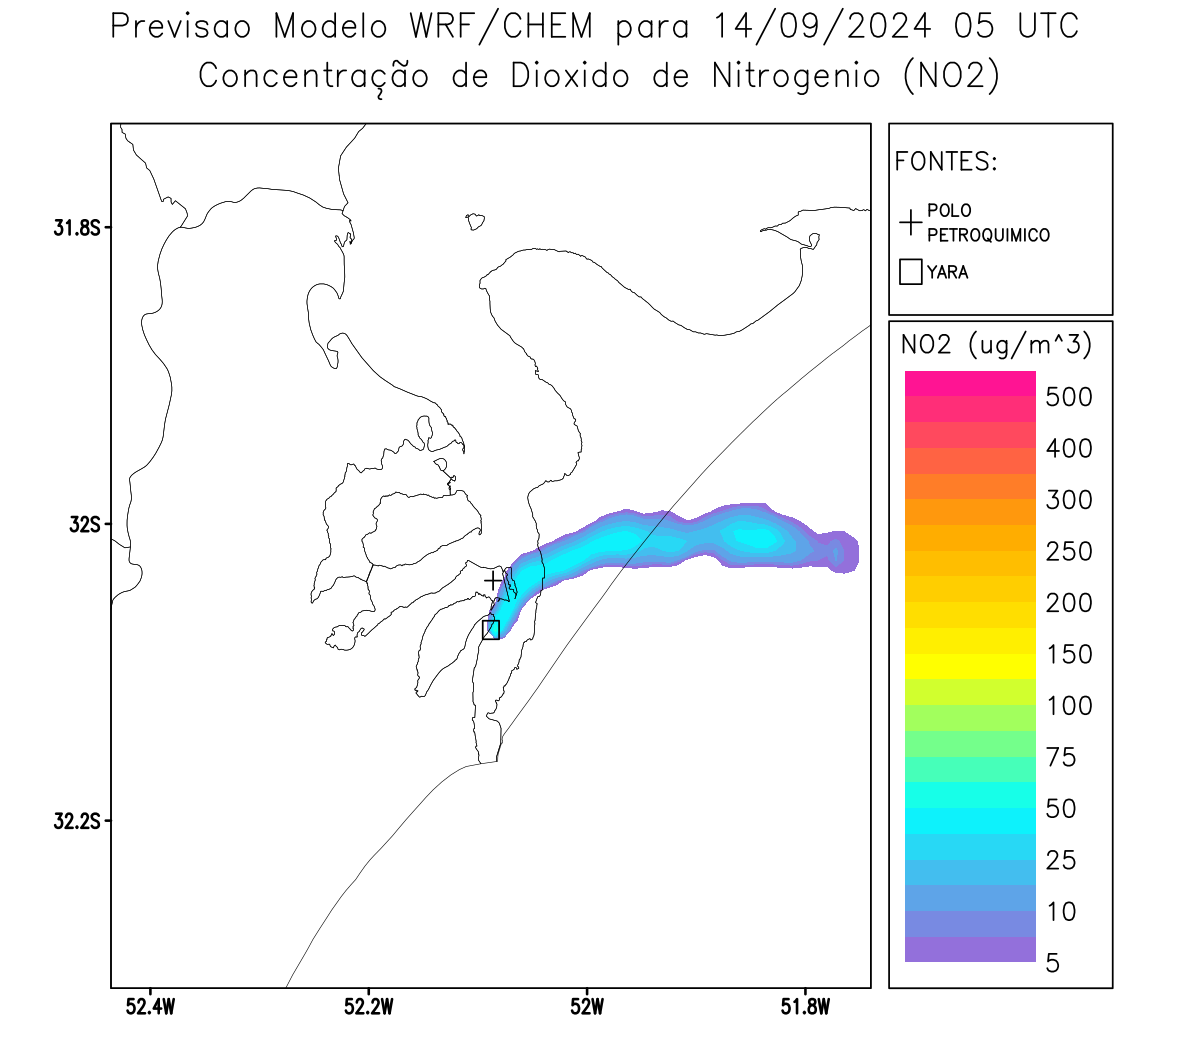 Previsao Modelo WRF/CHEM para 14/09/2024 05 UTC
Concentração de Dioxido de Nitrogenio (NO2)
FONTES:
POLO
PETROQUIMICO
YARA
NO2 (ug/m^3)
500
400
300
250
200
150
100
75
50
25
10
5
31.8S
32S
32.2S
52.4W
52.2W
52W
51.8W